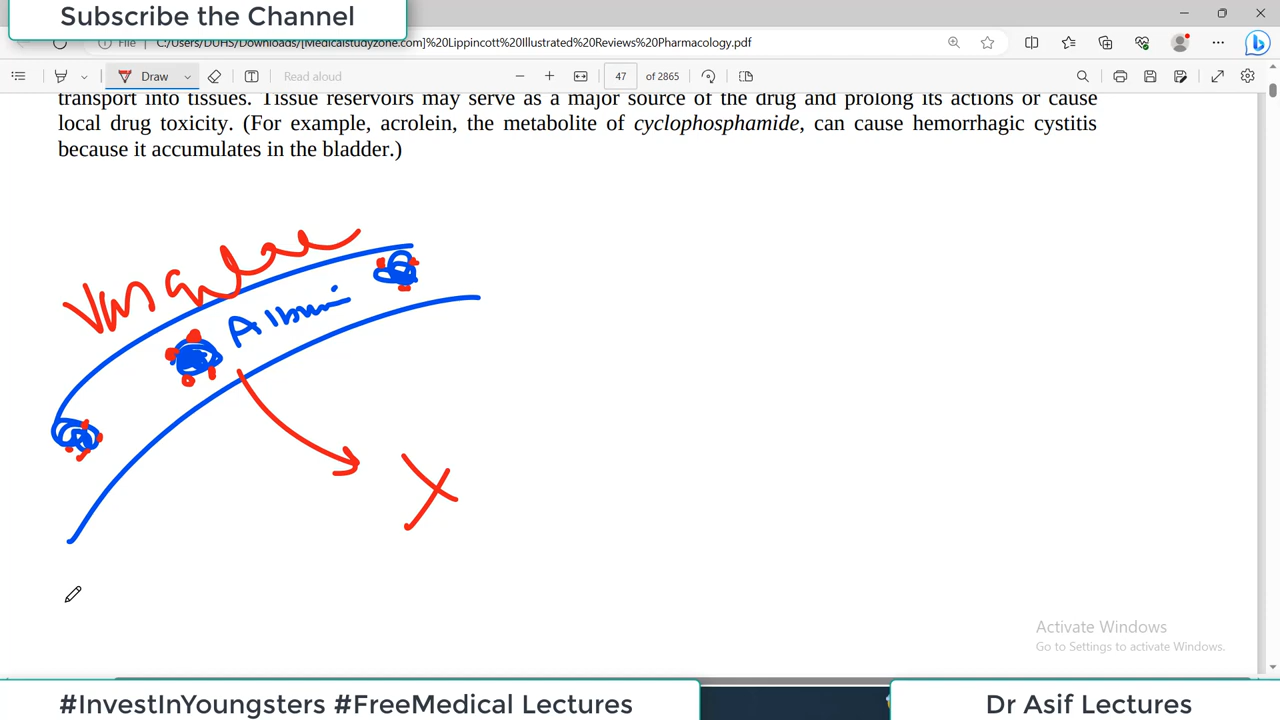 Subscribe the Channel
File
C:/Users/DUHS/Downloads/[Medicalstudyzone.com]%20Lippincott%20Illustrated%20Reviews%20Pharmacology.pdf
Draw
Read aloud
47 of 2865
transport into tissues. Tissue reservoirs may serve as a major source of the drug and prolong its actions or cause
local drug toxicity. (For example, acrolein, the metabolite of cyclophosphamide, can cause hemorrhagic cystitis
because it accumulates in the bladder.)
Activate Windows
Go to Settings to activate Windows.
#InvestInYoungsters #FreeMedical Lectures
Dr Asif Lectures